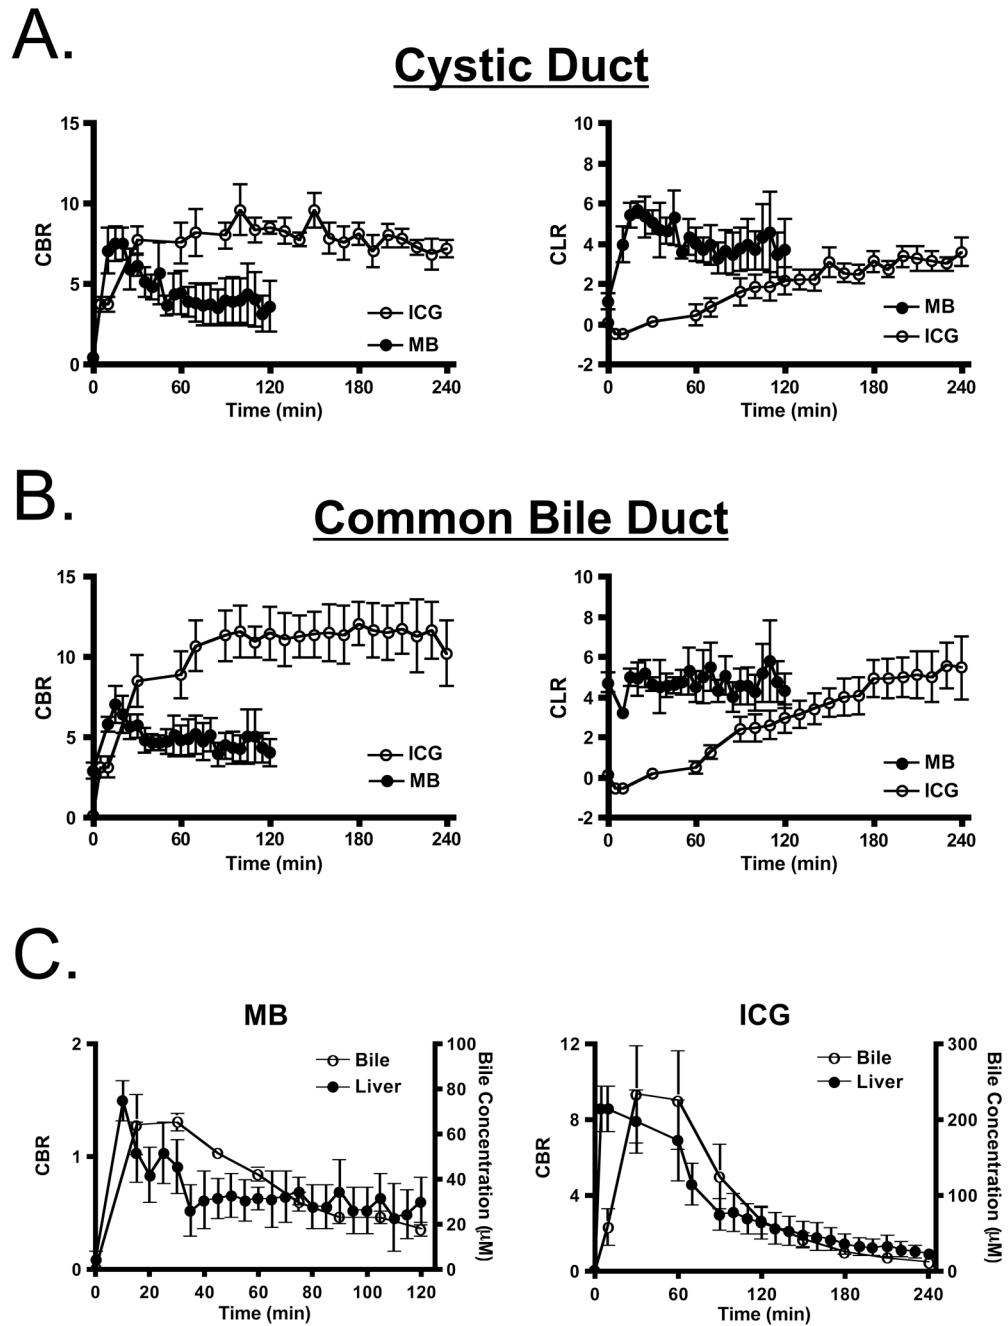 A.
Cystic Duct
15
10
5
0
CBR
0 60 120 180 240
Time (min)
ICG
MB
10
8
6
4
2
0
-2
CLR
0 60 120 180 240
Time (min)
MB
ICG
B.
Common Bile Duct
15
10
5
0
CBR
0 60 120 180 240
Time (min)
ICG
MB
10
8
6
4
2
0
-2
CLR
0 60 120 180 240
Time (min)
MB
ICG
C.
MB
2
1
0
CBR
Bile
Liver
100
80
60
40
20
0
Bile Concentration (μM)
0 20 40 60 80 100 120
Time (min)
ICG
12
8
4
0
CBR
Bile
Liver
300
200
100
0
Bile Concentration (μM)
0 60 120 180 240
Time (min)